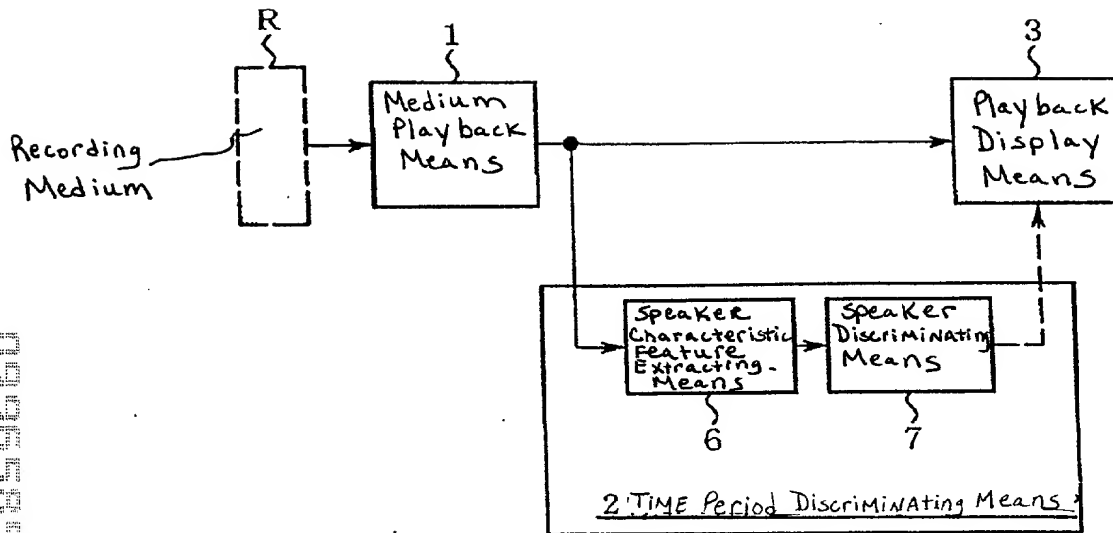 R
1
3
Recording
Medium
Medium
Playback
Means
Playback
Display
Means
Speaker
Characteristic
Feature
Extracting-
Means
Speaker
Discriminating
Means
6
7
2 TIME Period Discriminating Means